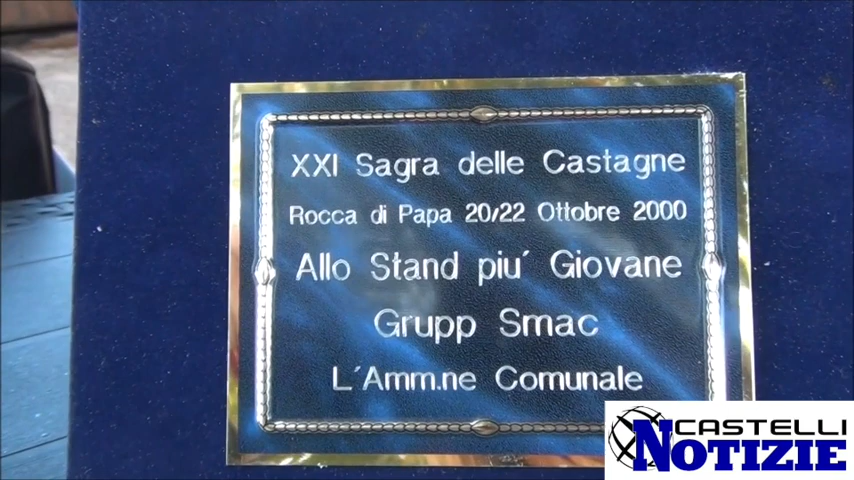 XXI Sagra delle Castagne
Rocca di Papa 20/22 Ottobre 2000
Allo Stand piu´ Giovane
Grupp Smac
L´Amm.ne Comunale
CASTELLI
NOTIZIE